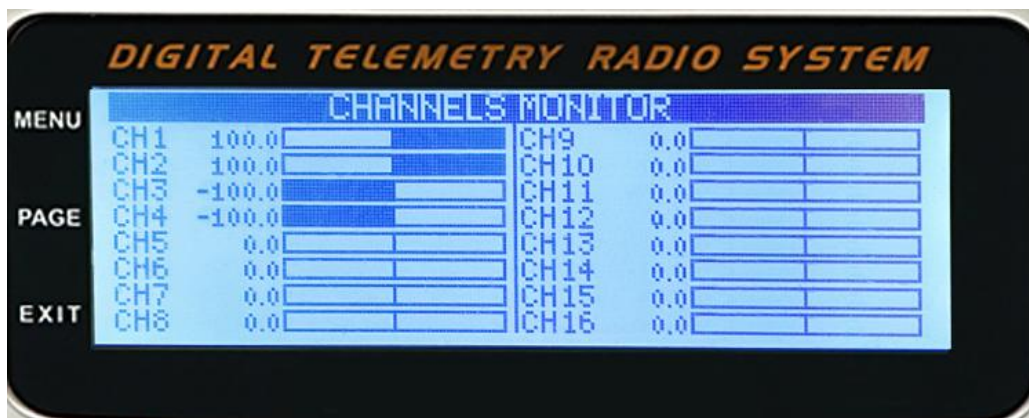 DIGITAL TELEMETRY RADIO SYSTEM
MENU
PAGE
EXIT
CHANNELS MONITOR
CH1 100.0
CH2 100.0
CH3 -100.0
CH4 -100.0
CH5 0.0
CH6 0.0
CH7 0.0
CH8 0.0
CH9 0.0
CH10 0.0
CH11 0.0
CH12 0.0
CH13 0.0
CH14 0.0
CH15 0.0
CH16 0.0